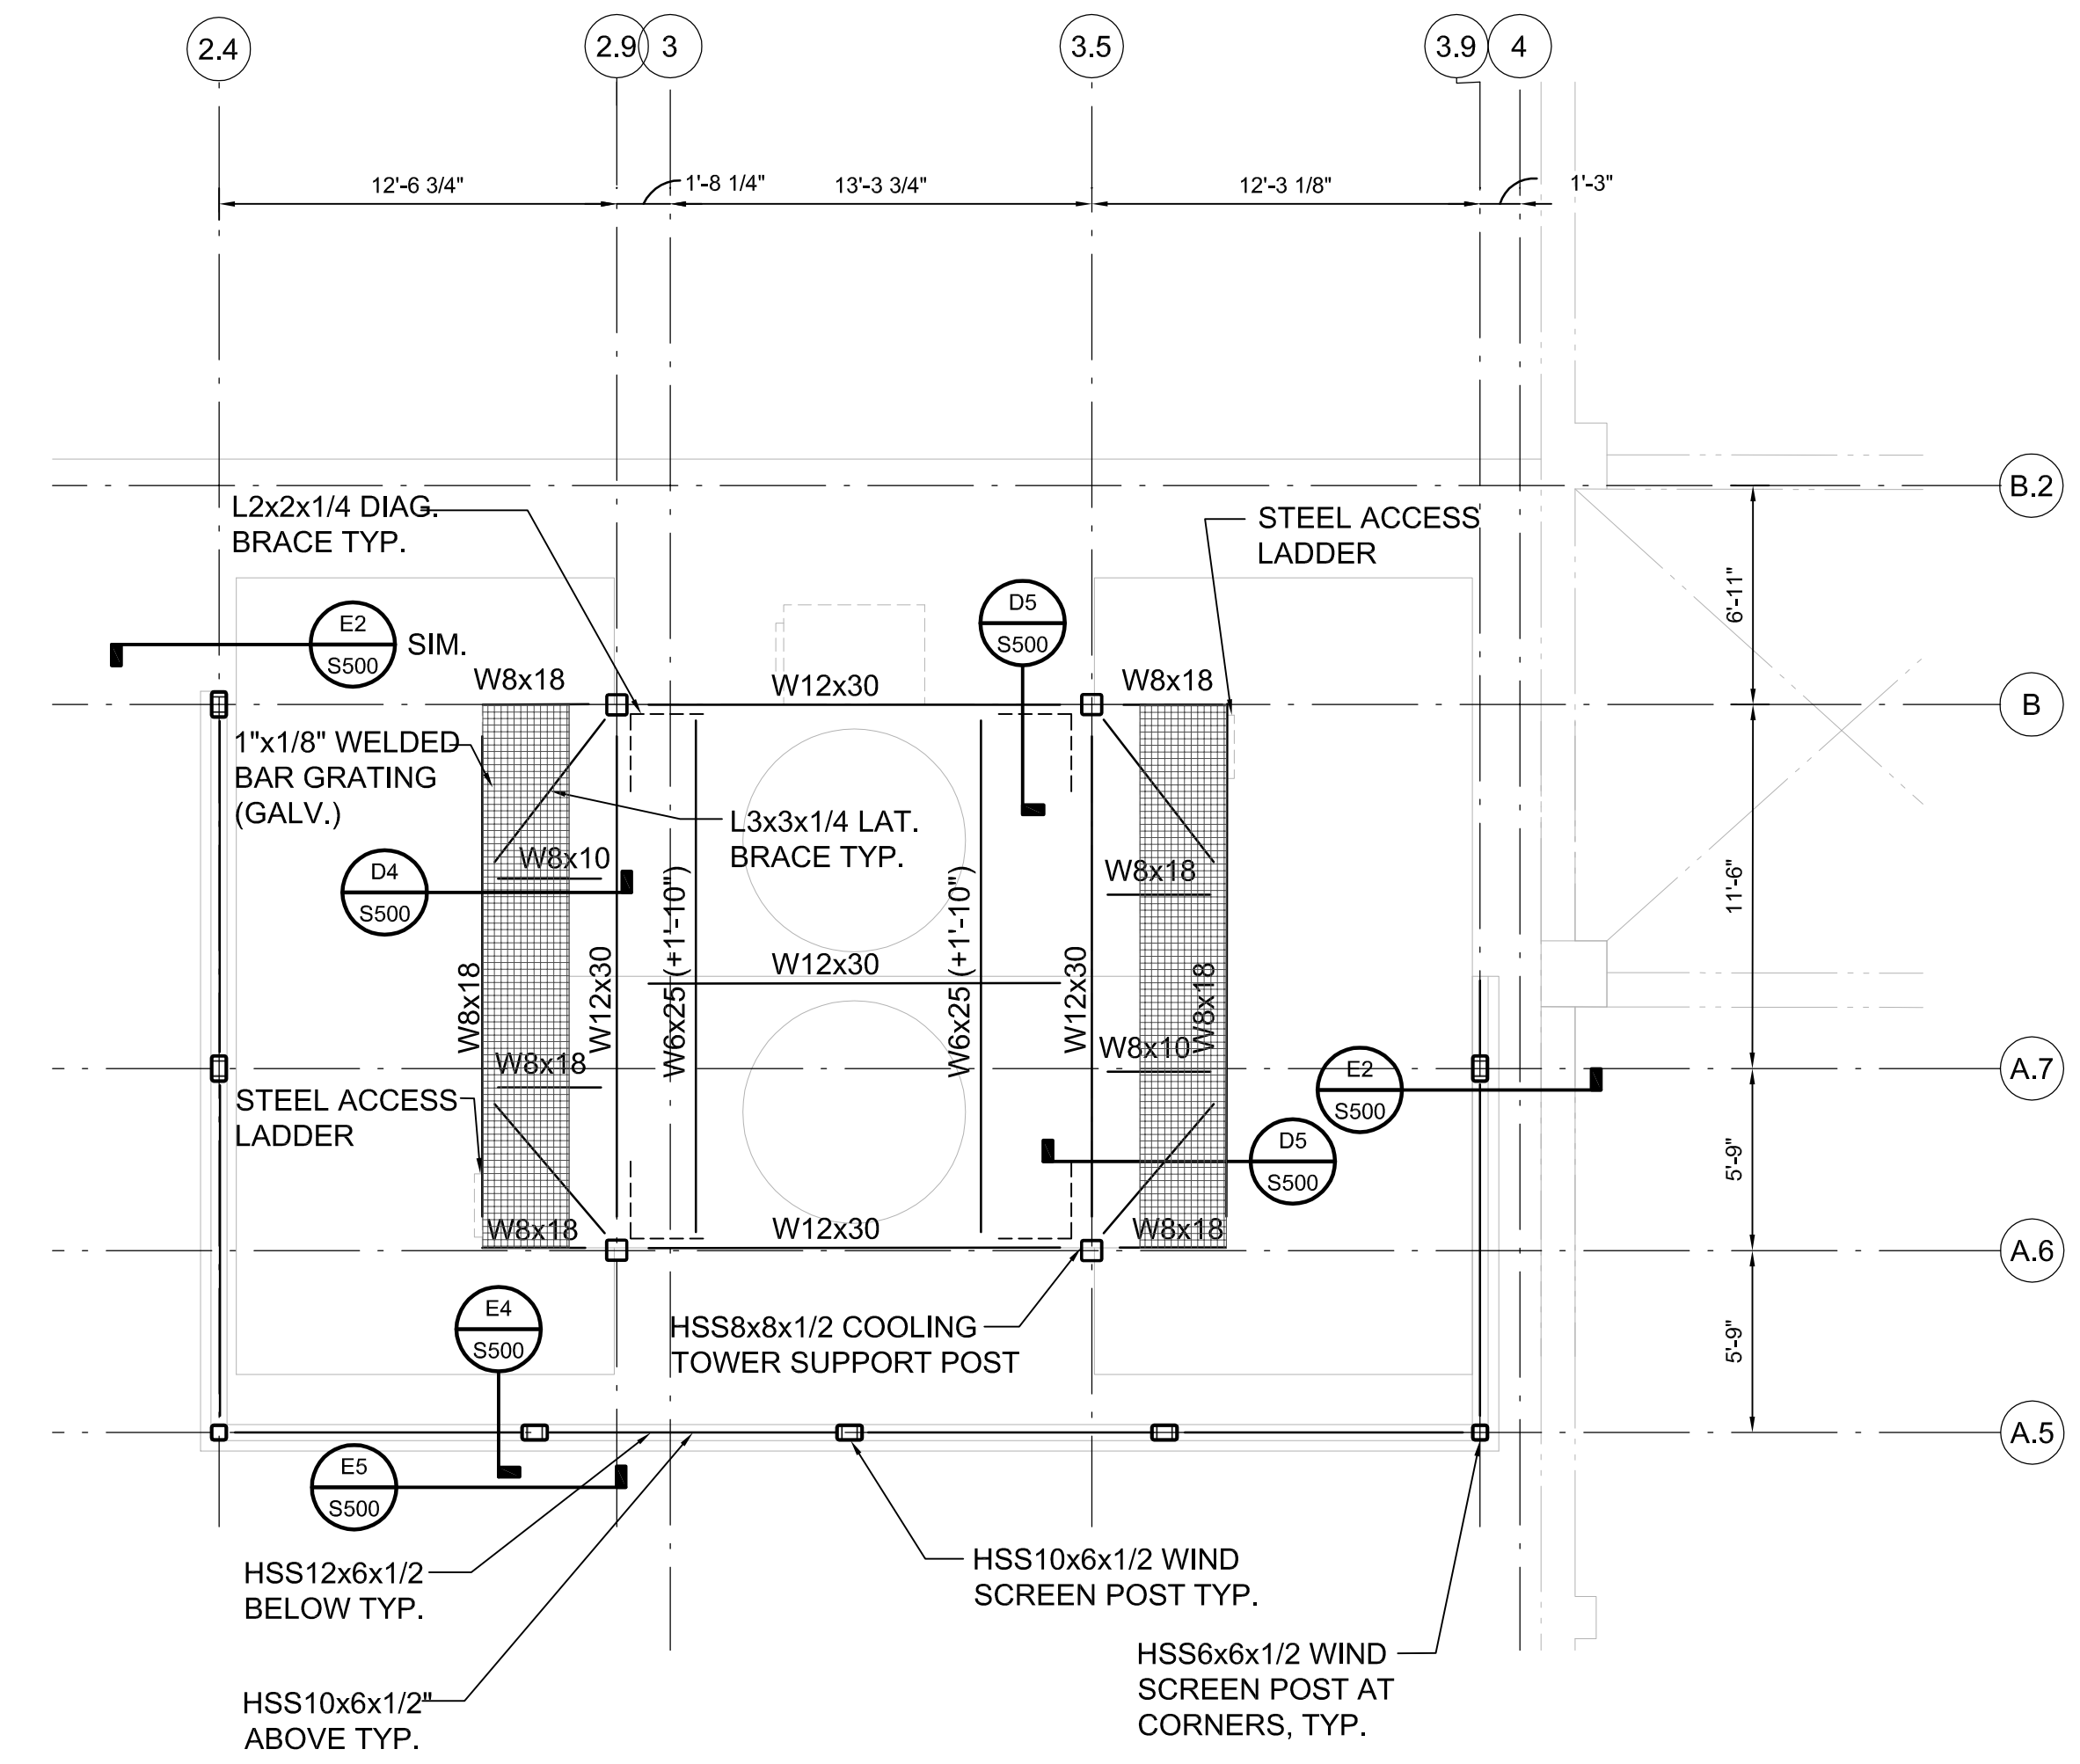 2.4
2.9
3
3.5
3.9
4
12'-6 3/4"
1'-8 1/4"
13'-3 3/4"
12'-3 1/8"
1'-3"
B.2
L2x2x1/4 DIAG.
BRACE TYP.
STEEL ACCESS
LADDER
6'-11"
E2
S500
SIM.
D5
S500
W8x18
W12x30
W8x18
B
1"x1/8" WELDED
BAR GRATING
(GALV.)
L3x3x1/4 LAT.
BRACE TYP.
W8x10
W8x18
D4
S500
11'-6"
W8x18
W12x30
W6x25 (+1'-10")
W12x30
W6x25 (+1'-10")
W12x30
W8x18
W8x18
W8x10
E2
S500
A.7
STEEL ACCESS
LADDER
D5
S500
5'-9"
W8x18
W12x30
W8x18
A.6
E4
S500
HSS8x8x1/2 COOLING
TOWER SUPPORT POST
5'-9"
A.5
E5
S500
HSS12x6x1/2
BELOW TYP.
HSS10x6x1/2 WIND
SCREEN POST TYP.
HSS6x6x1/2 WIND
SCREEN POST AT
CORNERS, TYP.
HSS10x6x1/2"
ABOVE TYP.